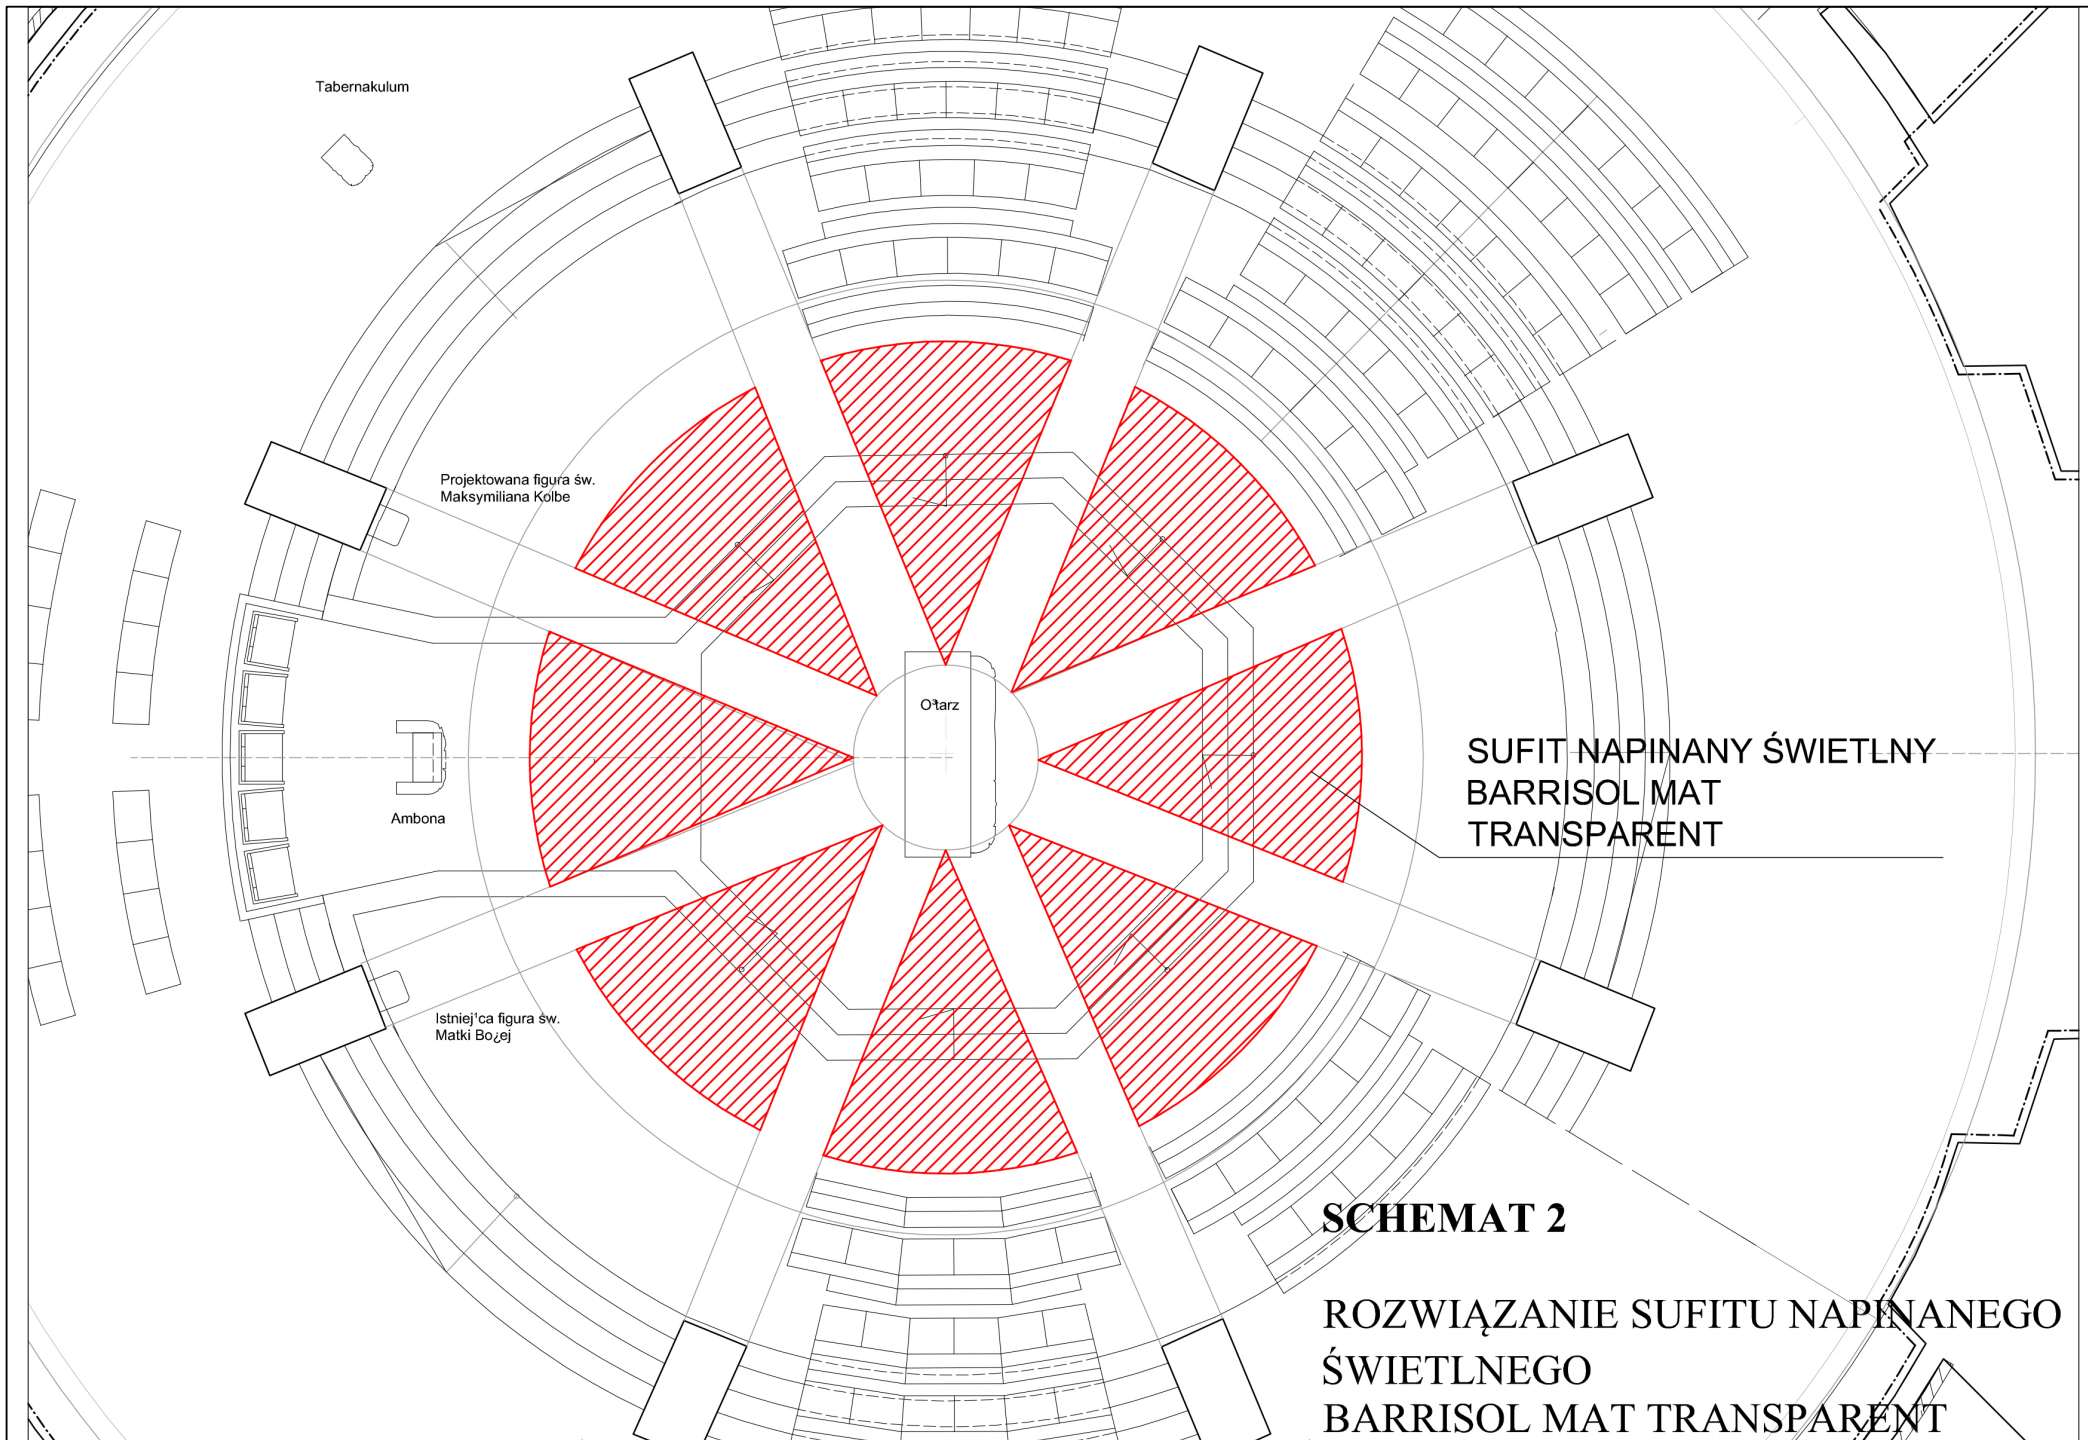 Tabernakulum
Projektowana figura św.
Maksymiliana Kolbe
O³tarz
SUFIT NAPINANY ŚWIETLNY
BARRISOL MAT
TRANSPARENT
Ambona
Istniej¹ca figura św.
Matki Bo¿ej
SCHEMAT 2
ROZWIĄZANIE SUFITU NAPINANEGO
ŚWIETLNEGO
BARRISOL MAT TRANSPARENT